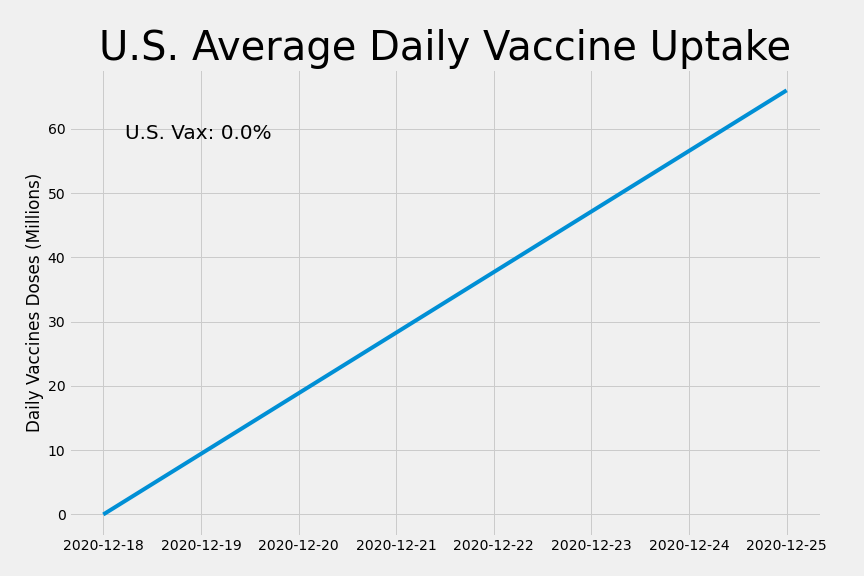 U.S. Average Daily Vaccine Uptake
U.S. Vax: 0.0%
Daily Vaccines Doses (Millions)
60
50
40
30
20
10
0
2020-12-18 2020-12-19 2020-12-20 2020-12-21 2020-12-22 2020-12-23 2020-12-24 2020-12-25